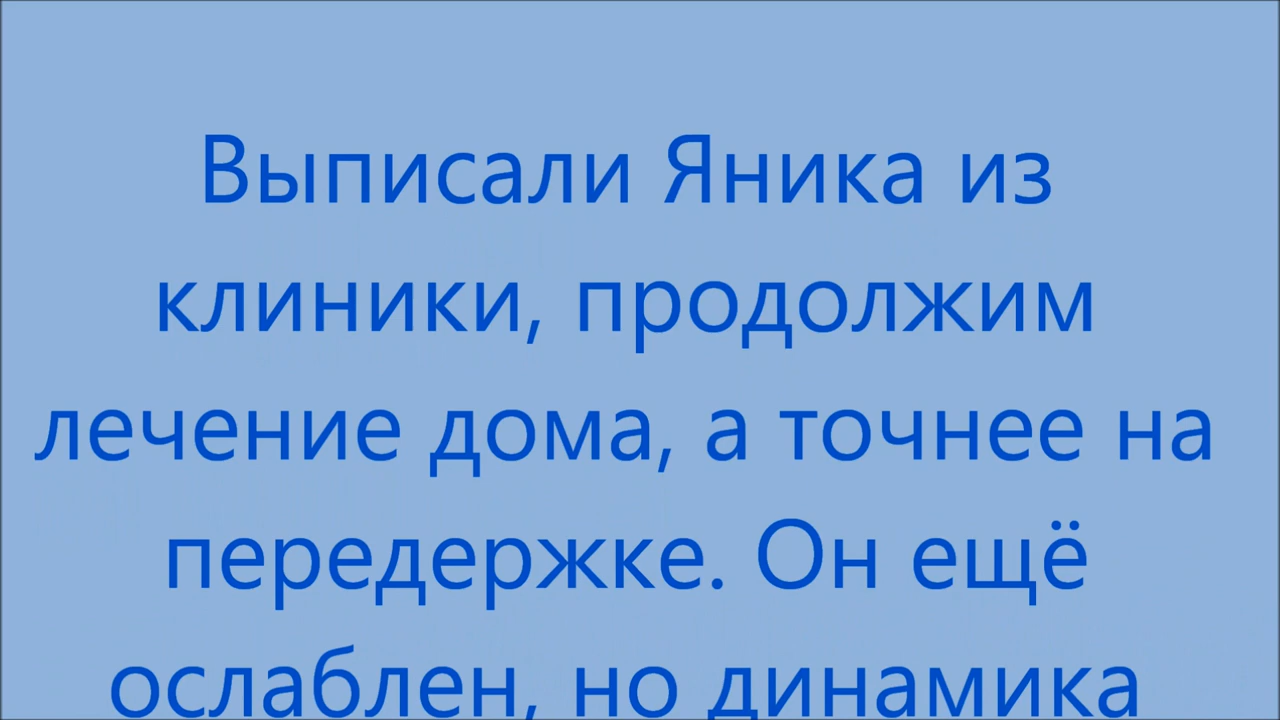 Выписали Яника из
клиники, продолжим
лечение дома, а точнее на
передержке. Он ещё
ослаблен, но динамика